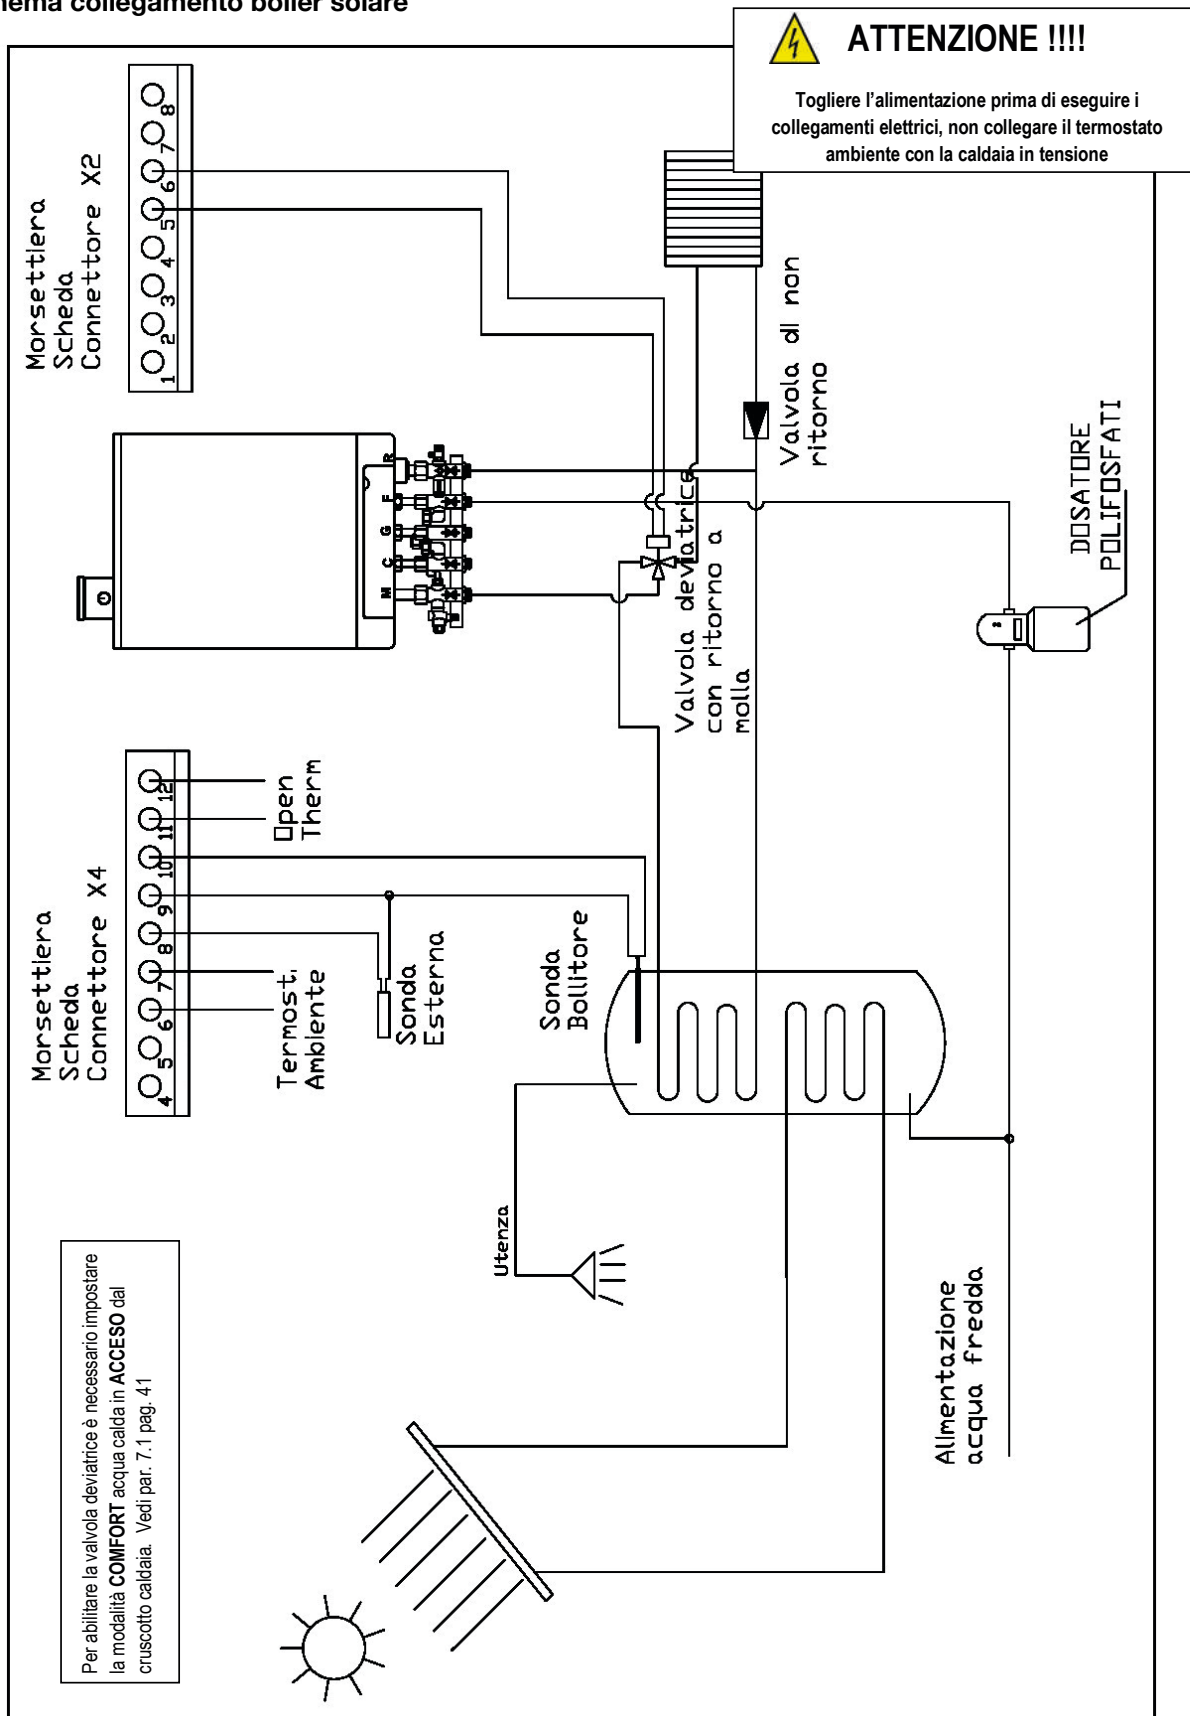 nema collegamento boiler solare
ATTENZIONE !!!!
Togliere l’alimentazione prima di eseguire i
collegamenti elettrici, non collegare il termostato
ambiente con la caldaia in tensione
Morsettiera
Scheda
Connettore X2
1 2 3 4 5 6 7 8
M C G F R
Valvola di non
ritorno
Valvola deviatrice
con ritorno a
molla
DOSATORE
POLIFOSFATI
Morsettiera
Scheda
Connettore X4
4 5 6 7 8 9 10 11 12
Open
Therm
Termost.
Ambiente
Sonda
Esterna
Sonda
Bollitore
Utenza
Alimentazione
acqua fredda
Per abilitare la valvola deviatrice è necessario impostare
la modalità COMFORT acqua calda in ACCESO dal
cruscotto caldaia. Vedi par. 7.1 pag. 41